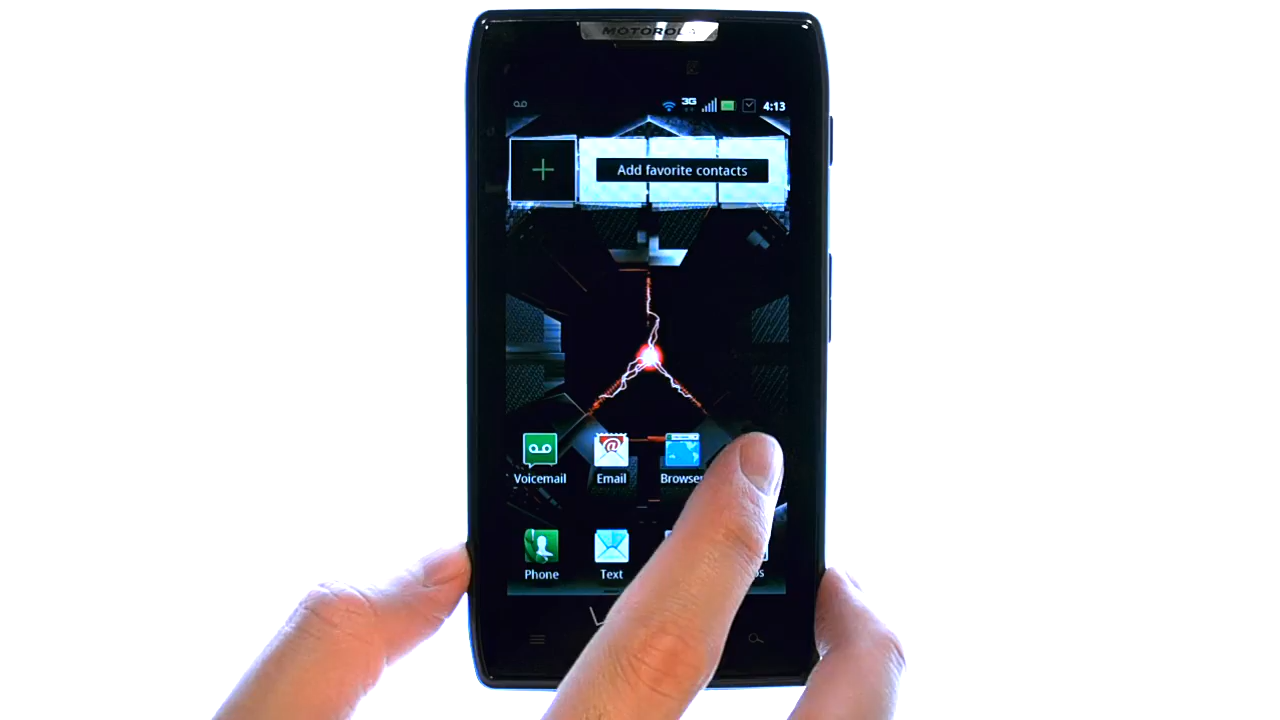 MOTOROLA
3G 4:13
Add favorite contacts
Voicemail Email Browser
Phone Text